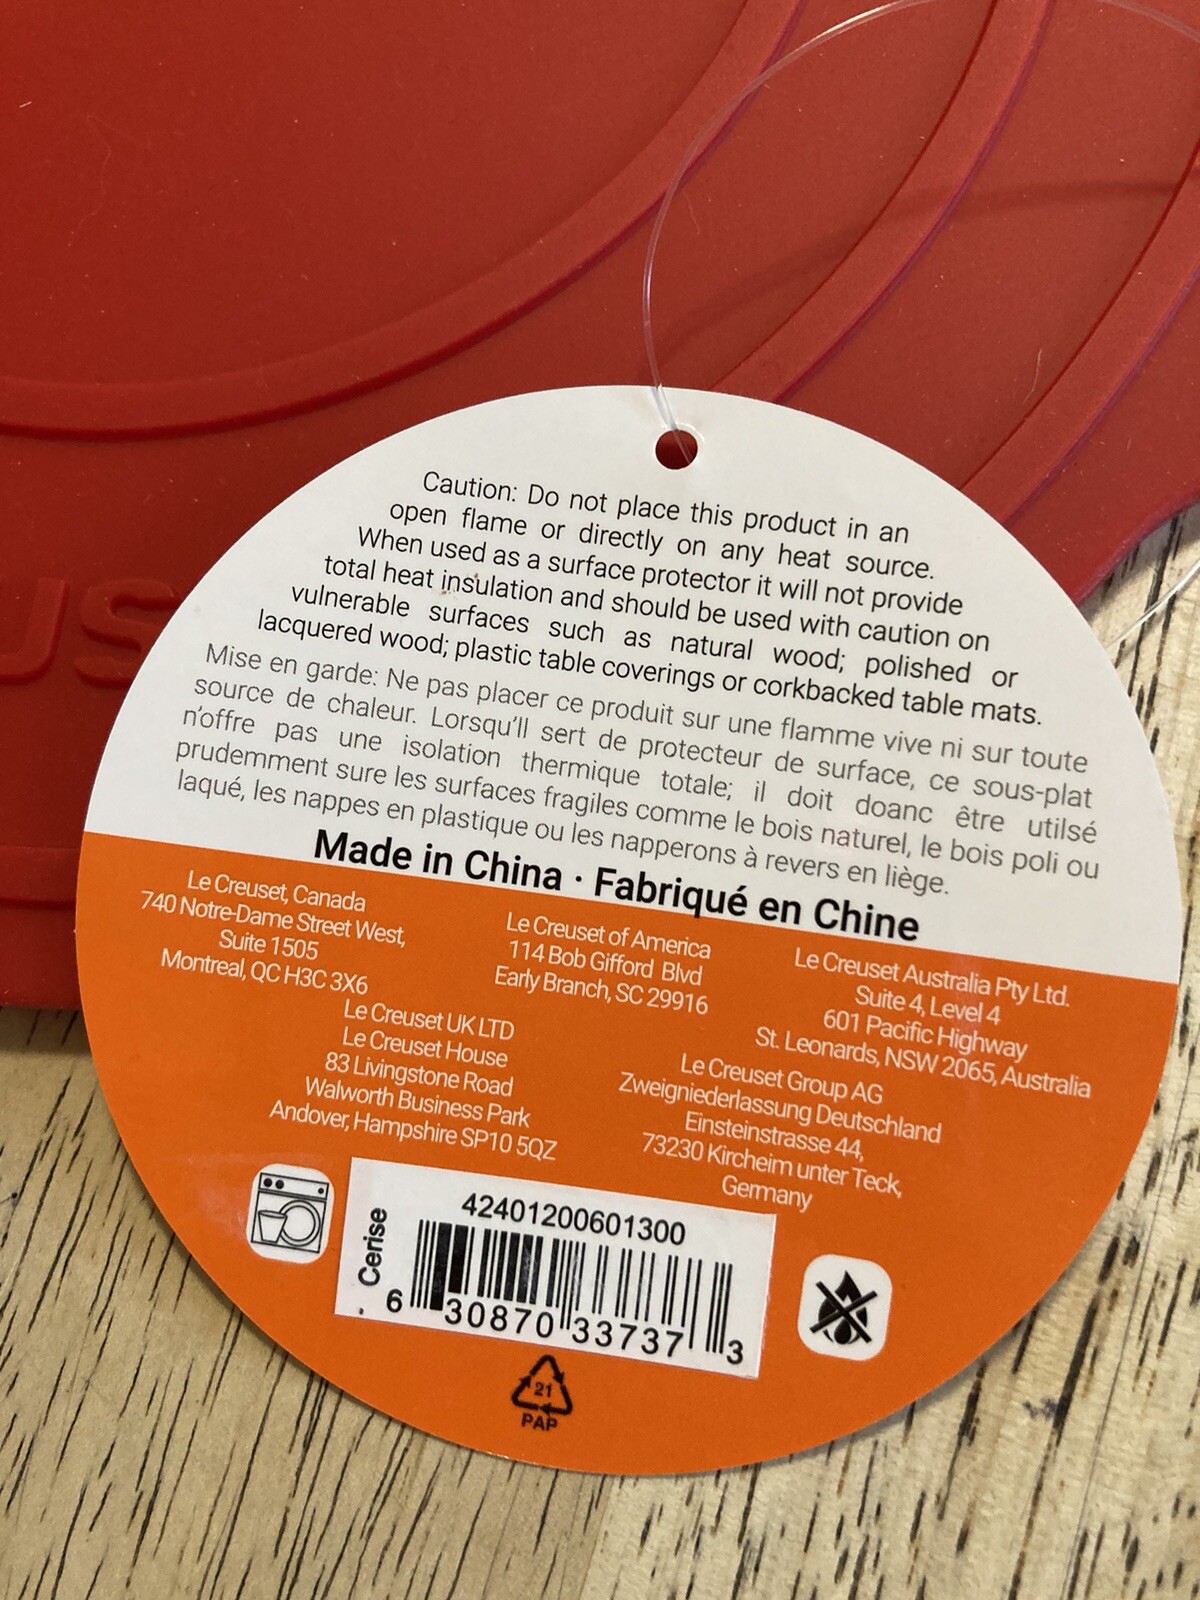 US
Caution: Do not place this product in an
open flame or directly on any heat source.
When used as a surface protector it will not provide
total heat insulation and should be used with caution on
vulnerable surfaces such as natural wood; polished or
lacquered wood; plastic table coverings or corkbacked table mats.
Mise en garde: Ne pas placer ce produit sur une flamme vive ni sur toute
source de chaleur. Lorsqu'll sert de protecteur de surface, ce sous-plat
n'offre pas une isolation thermique totale; il doit doanc être utilsé
prudemment sure les surfaces fragiles comme le bois naturel, le bois poli ou
laqué, les nappes en plastique ou les napperons à revers en liège.
Made in China · Fabriqué en Chine
Le Creuset, Canada
740 Notre-Dame Street West,
Suite 1505
Montreal, QC H3C 3X6
Le Creuset of America
114 Bob Gifford Blvd
Early Branch, SC 29916
Le Creuset Australia Pty Ltd.
Suite 4, Level 4
601 Pacific Highway
St. Leonards, NSW 2065, Australia
Le Creuset UK LTD
Le Creuset House
83 Livingstone Road
Walworth Business Park
Andover, Hampshire SP10 5QZ
Le Creuset Group AG
Zweigniederlassung Deutschland
Einsteinstrasse 44,
73230 Kircheim unter Teck,
Germany
Cerise
42401200601300
6 30870 33737 3
21
PAP